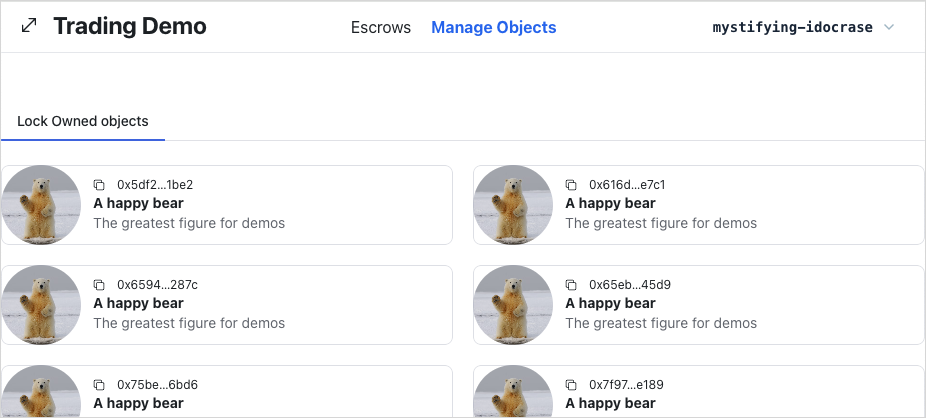 Trading Demo
Escrows
Manage Objects
mystifying-idocrase
Lock Owned objects
0x5df2...1be2
A happy bear
The greatest figure for demos
0x616d...e7c1
A happy bear
The greatest figure for demos
0x6594...287c
A happy bear
The greatest figure for demos
0x65eb...45d9
A happy bear
The greatest figure for demos
0x75be...6bd6
A happy bear
0x7f97...e189
A happy bear